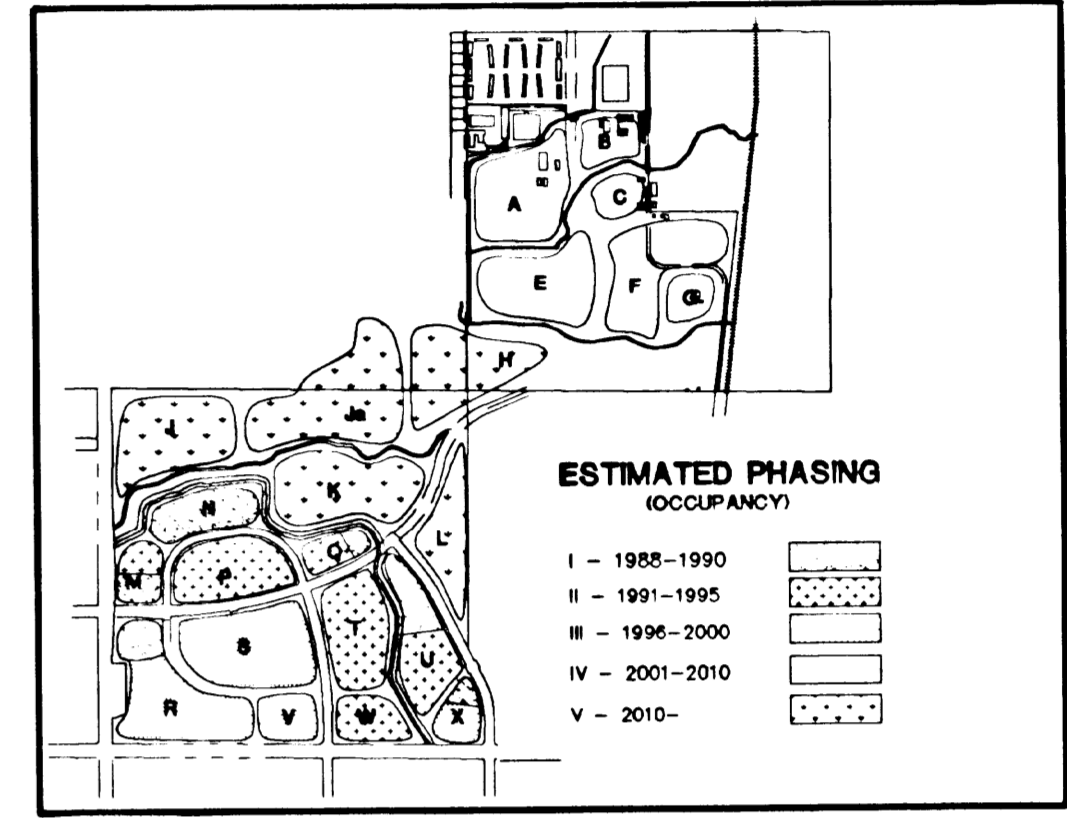 B
A
C
E
F
G
H
Ja
J
K
N
L
M
P
T
S
U
R
V
W
X
ESTIMATED PHASING
(OCCUPANCY)
I - 1988-1990
II - 1991-1995
III - 1996-2000
IV - 2001-2010
V - 2010-